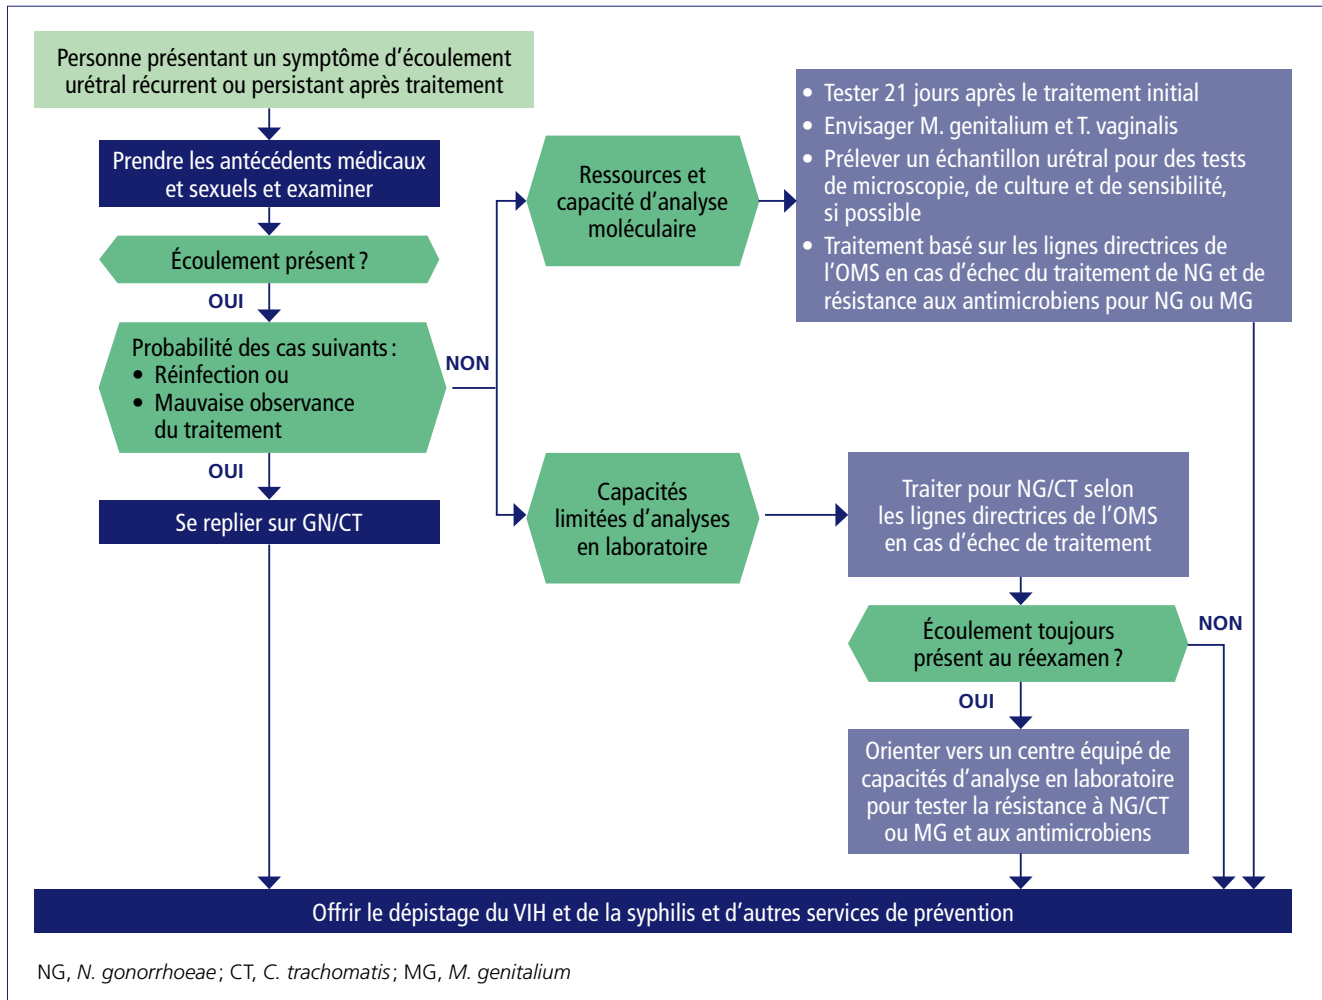 Personne présentant un symptôme d'écoulement
urétral récurrent ou persistant après traitement
Prendre les antécédents médicaux
et sexuels et examiner
Écoulement présent ?
OUI
Probabilité des cas suivants :
• Réinfection ou
• Mauvaise observance
du traitement
OUI
Se replier sur GN/CT
NON
Ressources et
capacité d'analyse
moléculaire
• Tester 21 jours après le traitement initial
• Envisager M. genitalium et T. vaginalis
• Prélever un échantillon urétral pour des tests
de microscopie, de culture et de sensibilité,
si possible
• Traitement basé sur les lignes directrices de
l'OMS en cas d'échec du traitement de NG et de
résistance aux antimicrobiens pour NG ou MG
Capacités
limitées d'analyses
en laboratoire
Traiter pour NG/CT selon
les lignes directrices de l'OMS
en cas d'échec de traitement
Écoulement toujours
présent au réexamen ?
NON
OUI
Orienter vers un centre équipé de
capacités d'analyse en laboratoire
pour tester la résistance à NG/CT
ou MG et aux antimicrobiens
Offrir le dépistage du VIH et de la syphilis et d'autres services de prévention
NG, N. gonorrhoeae ; CT, C. trachomatis ; MG, M. genitalium